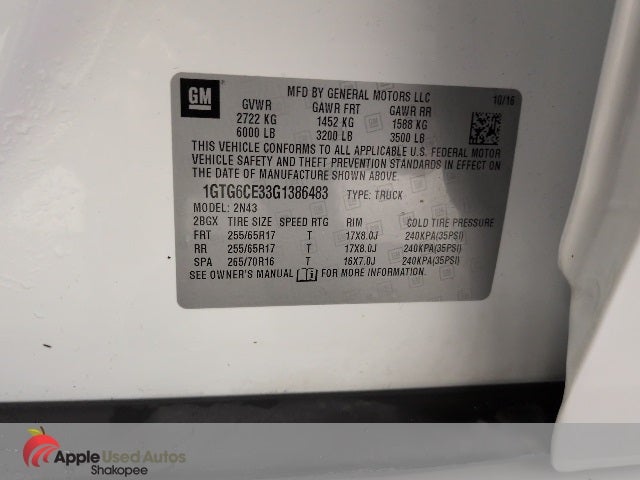 GM
MFD BY GENERAL MOTORS LLC 10/16
GVWR GAWR FRT GAWR RR
2722 KG 1452 KG 1588 KG
6000 LB 3200 LB 3500 LB
THIS VEHICLE CONFORMS TO ALL APPLICABLE U.S. FEDERAL MOTOR
VEHICLE SAFETY AND THEFT PREVENTION STANDARDS IN EFFECT ON
THE DATE OF MANUFACTURE SHOWN ABOVE.
1GTG6CE33G1386483 TYPE: TRUCK
MODEL: 2N43
2BGX TIRE SIZE SPEED RTG RIM COLD TIRE PRESSURE
FRT 255/65R17 T 17X8.0J 240KPA(35PSI)
RR 255/65R17 T 17X8.0J 240KPA(35PSI)
SPA 265/70R16 T 16X7.0J 240KPA(35PSI)
SEE OWNER'S MANUAL FOR MORE INFORMATION.
Apple Used Autos
Shakopee